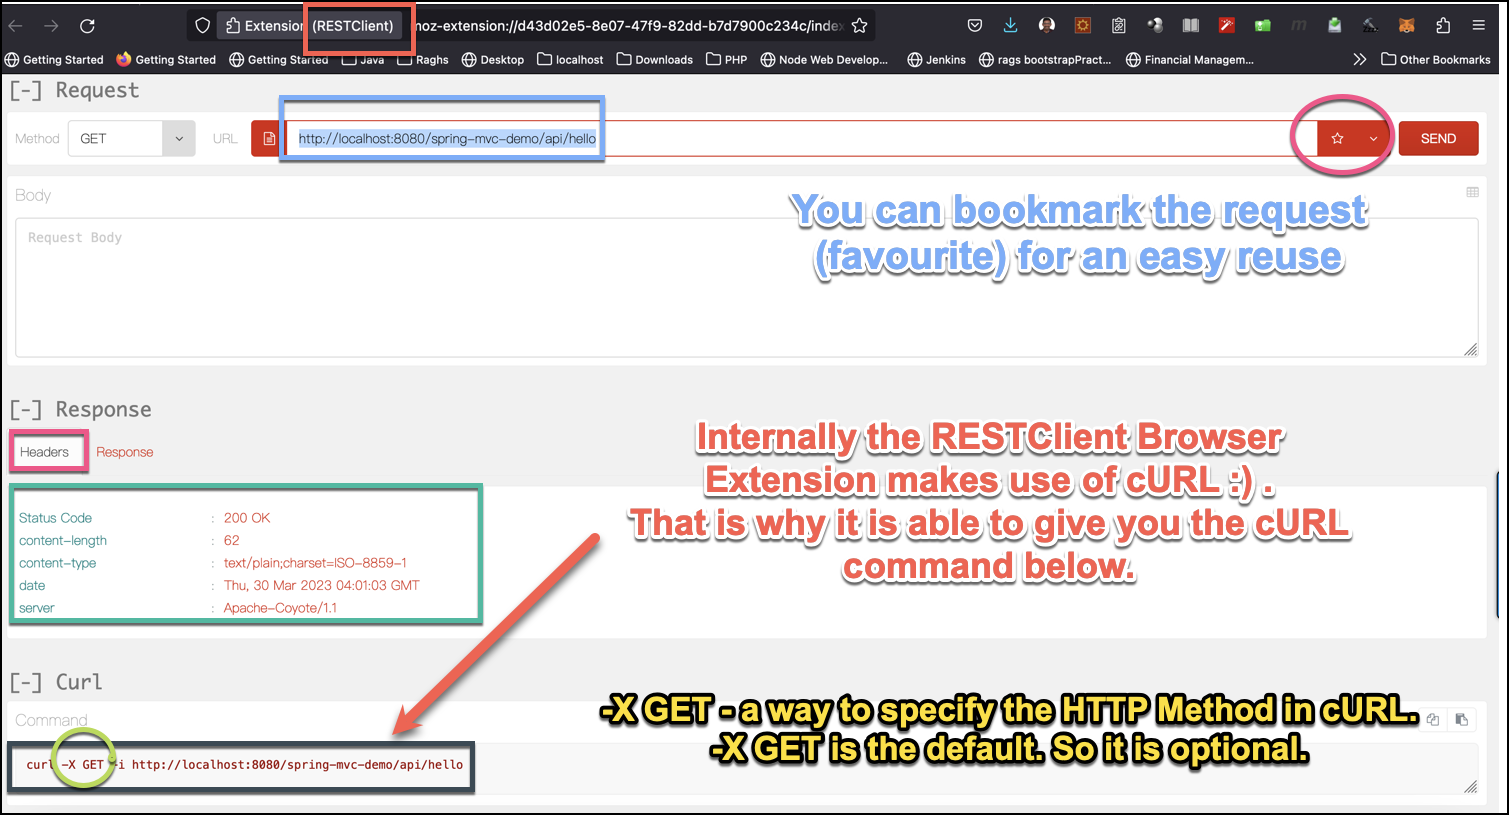 Extension (RESTClient) moz-extension://d43d02e5-8e07-47f9-82dd-b7d7900c234c/index
Getting Started Getting Started Getting Started Java Raghs Desktop localhost Downloads PHP Node Web Develop... Jenkins rags bootstrapPract... Financial Managem... Other Bookmarks
[-] Request
Method GET URL http://localhost:8080/spring-mvc-demo/api/hello SEND
Body
Request Body
You can bookmark the request
(favourite) for an easy reuse
[-] Response
Headers Response
Internally the RESTClient Browser
Extension makes use of cURL :) .
That is why it is able to give you the cURL
command below.
Status Code : 200 OK
content-length : 62
content-type : text/plain;charset=ISO-8859-1
date : Thu, 30 Mar 2023 04:01:03 GMT
server : Apache-Coyote/1.1
[-] Curl
Command
-X GET - a way to specify the HTTP Method in cURL.
-X GET is the default. So it is optional.
curl -X GET -i http://localhost:8080/spring-mvc-demo/api/hello